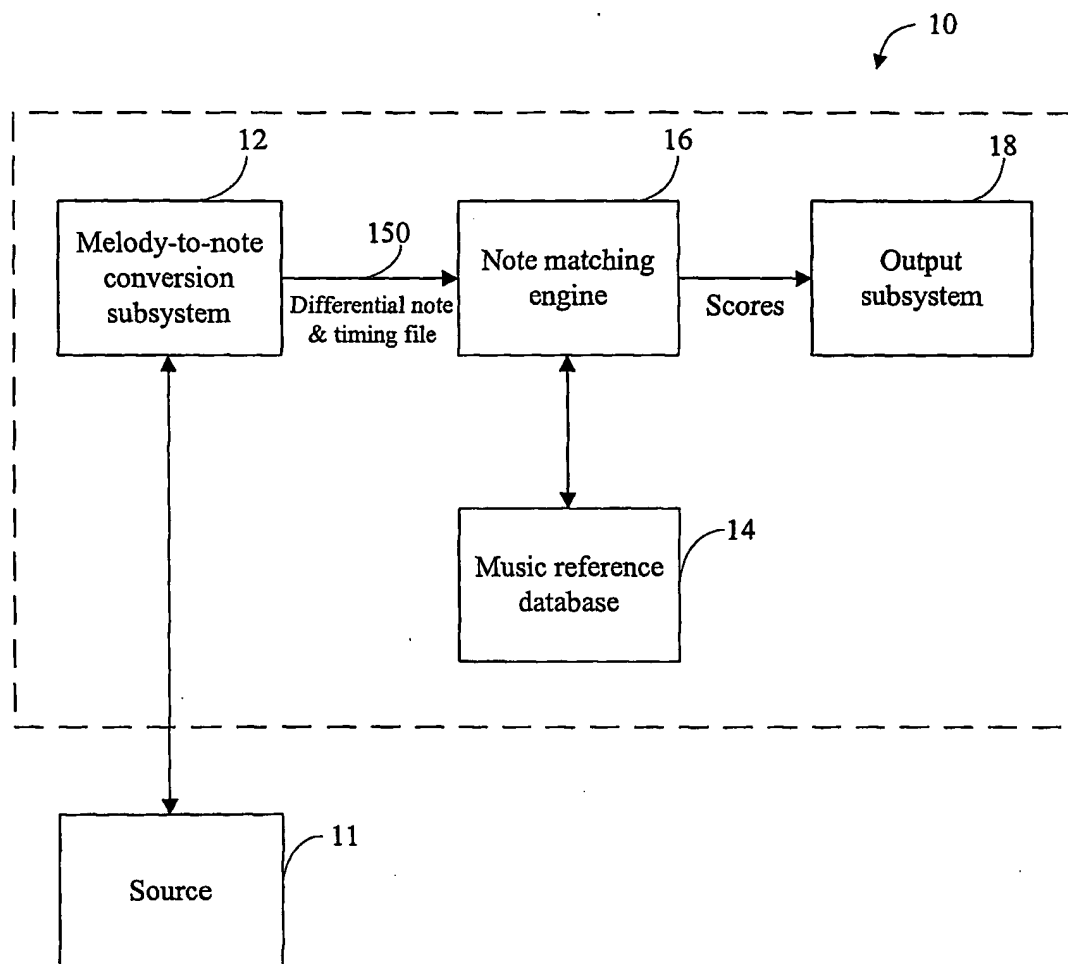 10
12
16
18
Melody-to-note
conversion
subsystem
150
Differential note
& timing file
Note matching
engine
Scores
Output
subsystem
14
Music reference
database
11
Source